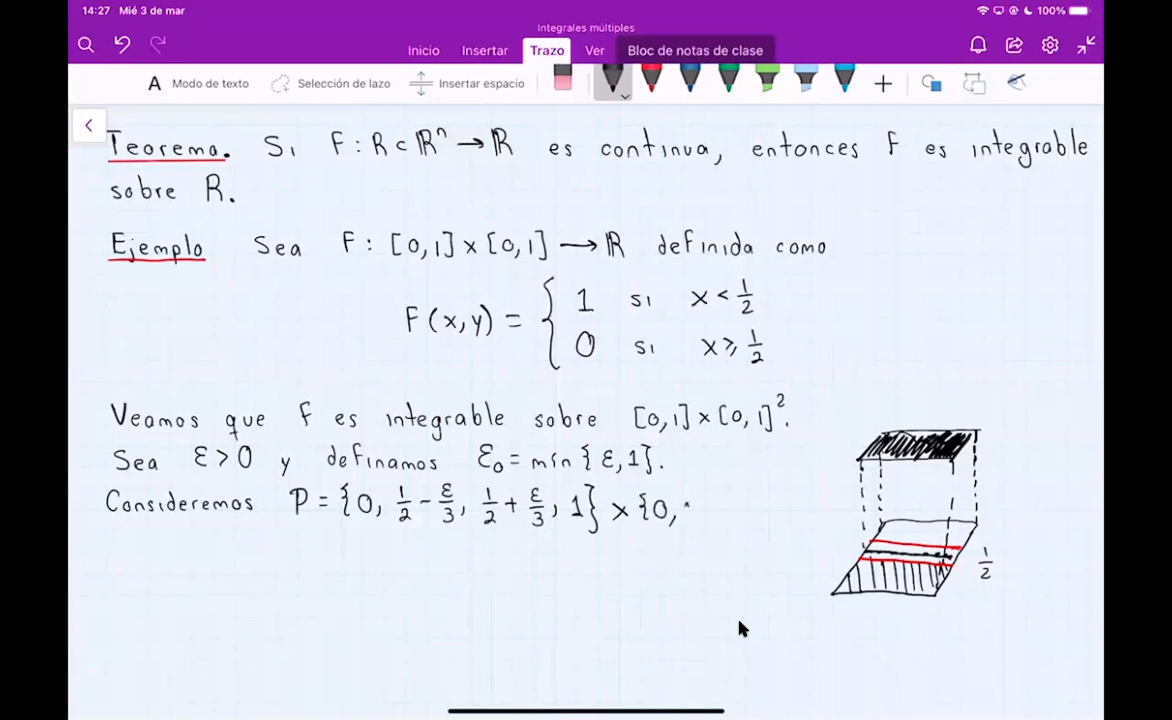 14:27 Mié 3 de mar
100%
Integrales múltiples
Inicio Insertar Trazo Ver Bloc de notas de clase
A Modo de texto Selección de lazo Insertar espacio
Teorema. Si F: R ⊂ ℝⁿ → ℝ es continua, entonces f es integrable
sobre R.
Ejemplo Sea F: [0,1] x [0,1] → ℝ definida como
F(x,y) = { 1 si x < 1/2
0 si x ≥ 1/2
Veamos que f es integrable sobre [0,1] x [0,1]².
Sea ε > 0 y definamos ε₀ = mín{ε, 1}.
Consideremos P = {0, 1/2 - ε/3, 1/2 + ε/3, 1} x {0,
1/2